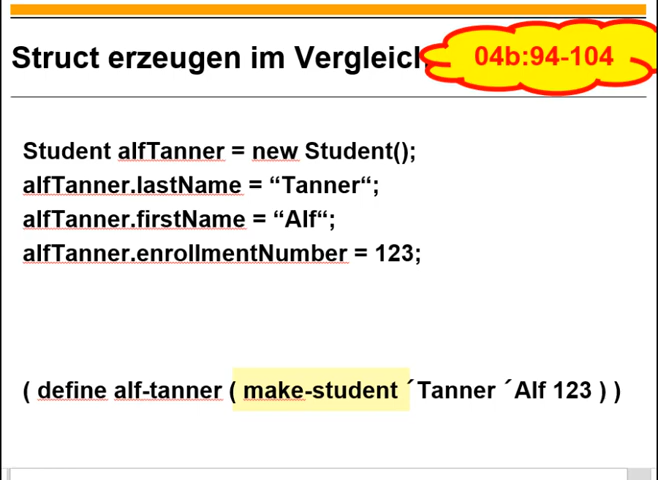 Struct erzeugen im Vergleich
04b:94-104
Student alfTanner = new Student();
alfTanner.lastName = “Tanner“;
alfTanner.firstName = “Alf“;
alfTanner.enrollmentNumber = 123;
( define alf-tanner ( make-student ´Tanner ´Alf 123 ) )